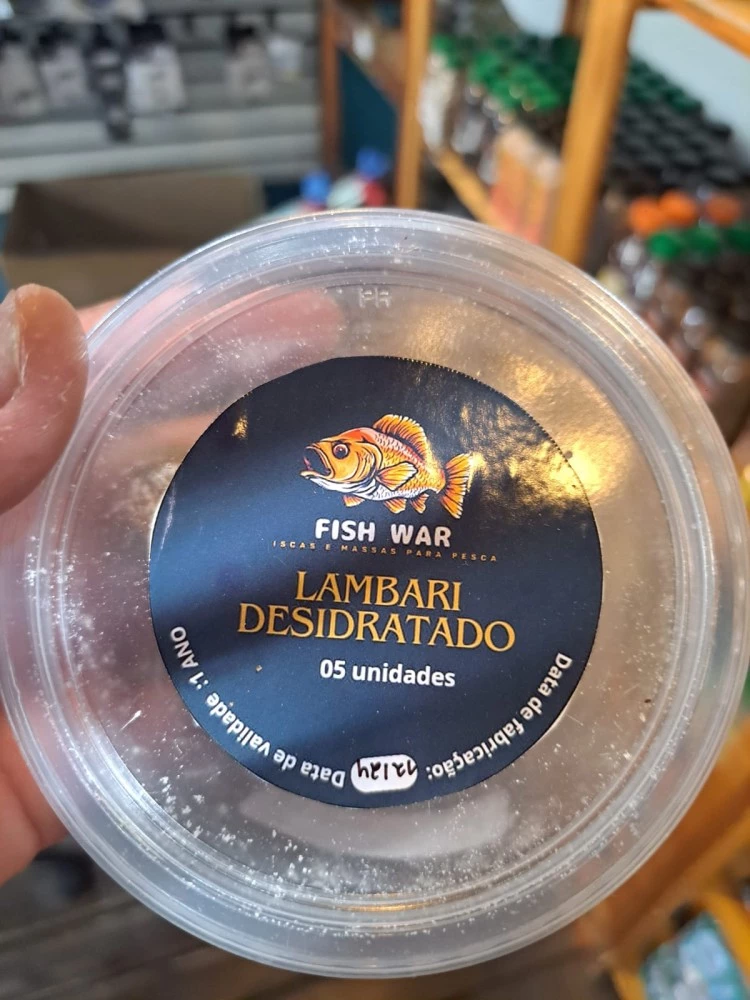 FISH WAR
ISCAS E MASSAS PARA PESCA
LAMBARI
DESIDRATADO
05 unidades
Data de fabricação: 12/24
Data de validade :1 ANO